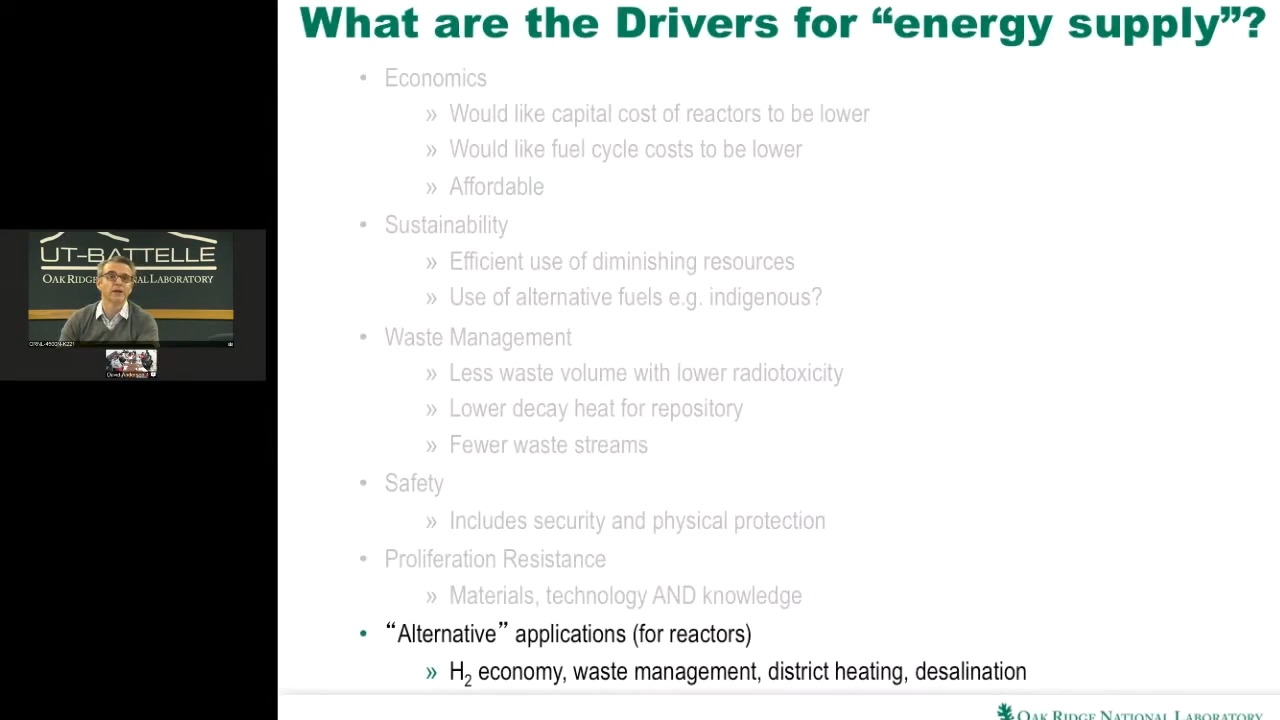 What are the Drivers for “energy supply”?
• Economics
» Would like capital cost of reactors to be lower
» Would like fuel cycle costs to be lower
» Affordable
• Sustainability
» Efficient use of diminishing resources
» Use of alternative fuels e.g. indigenous?
• Waste Management
» Less waste volume with lower radiotoxicity
» Lower decay heat for repository
» Fewer waste streams
• Safety
» Includes security and physical protection
• Proliferation Resistance
» Materials, technology AND knowledge
• “Alternative” applications (for reactors)
» H2 economy, waste management, district heating, desalination
OAK RIDGE NATIONAL LABORATORY
UT-BATTELLE
OAK RIDGE NATIONAL LABORATORY
David Anderson